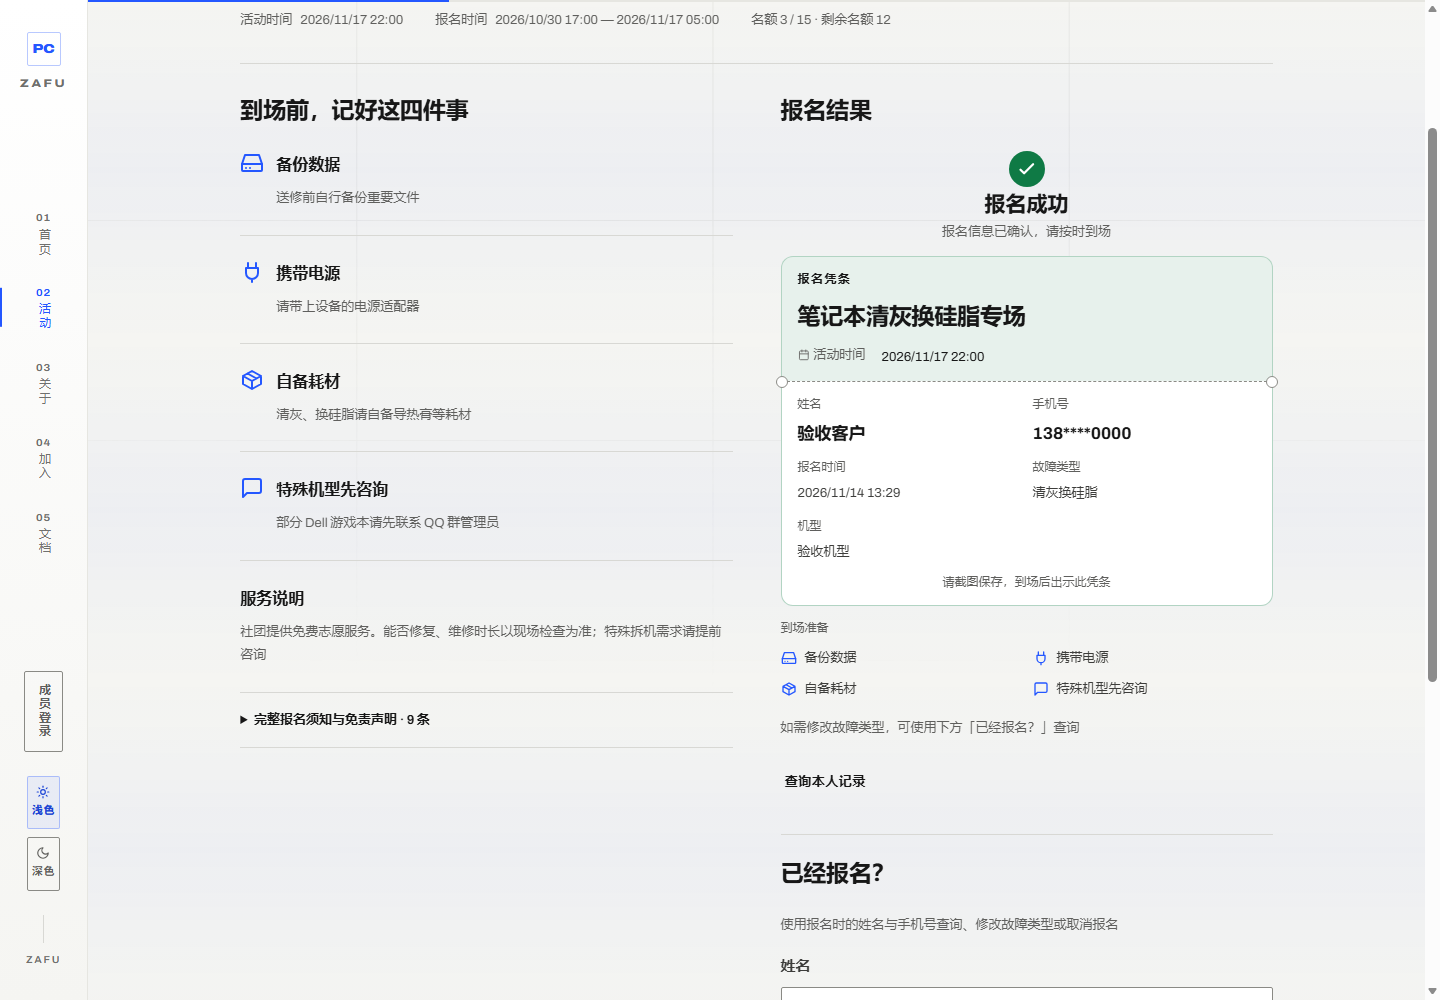 PC
ZAFU
01
首页
02
活动
03
关于
04
加入
05
文档
成员登录
浅色
深色
ZAFU
活动时间 2026/11/17 22:00 报名时间 2026/10/30 17:00 — 2026/11/17 05:00 名额 3 / 15 · 剩余名额 12
到场前，记好这四件事
备份数据
送修前自行备份重要文件
携带电源
请带上设备的电源适配器
自备耗材
清灰、换硅脂请自备导热膏等耗材
特殊机型先咨询
部分 Dell 游戏本请先联系 QQ 群管理员
服务说明
社团提供免费志愿服务。能否修复、维修时长以现场检查为准；特殊拆机需求请提前
咨询
完整报名须知与免责声明 · 9 条
报名结果
报名成功
报名信息已确认，请按时到场
报名凭条
笔记本清灰换硅脂专场
活动时间 2026/11/17 22:00
姓名 手机号
验收客户 138****0000
报名时间 故障类型
2026/11/14 13:29 清灰换硅脂
机型
验收机型
请截图保存，到场后出示此凭条
到场准备
备份数据 携带电源
自备耗材 特殊机型先咨询
如需修改故障类型，可使用下方「已经报名？」查询
查询本人记录
已经报名？
使用报名时的姓名与手机号查询、修改故障类型或取消报名
姓名